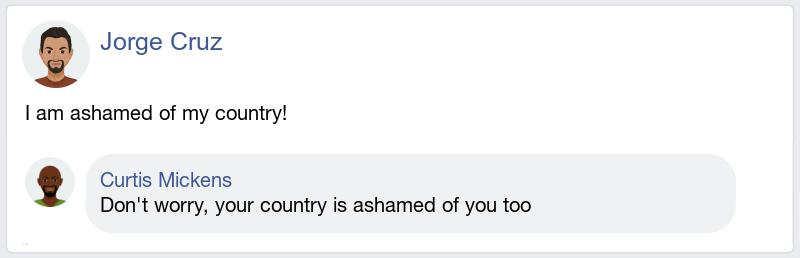 Jorge Cruz
I am ashamed of my country!
Curtis Mickens
Don't worry, your country is ashamed of you too